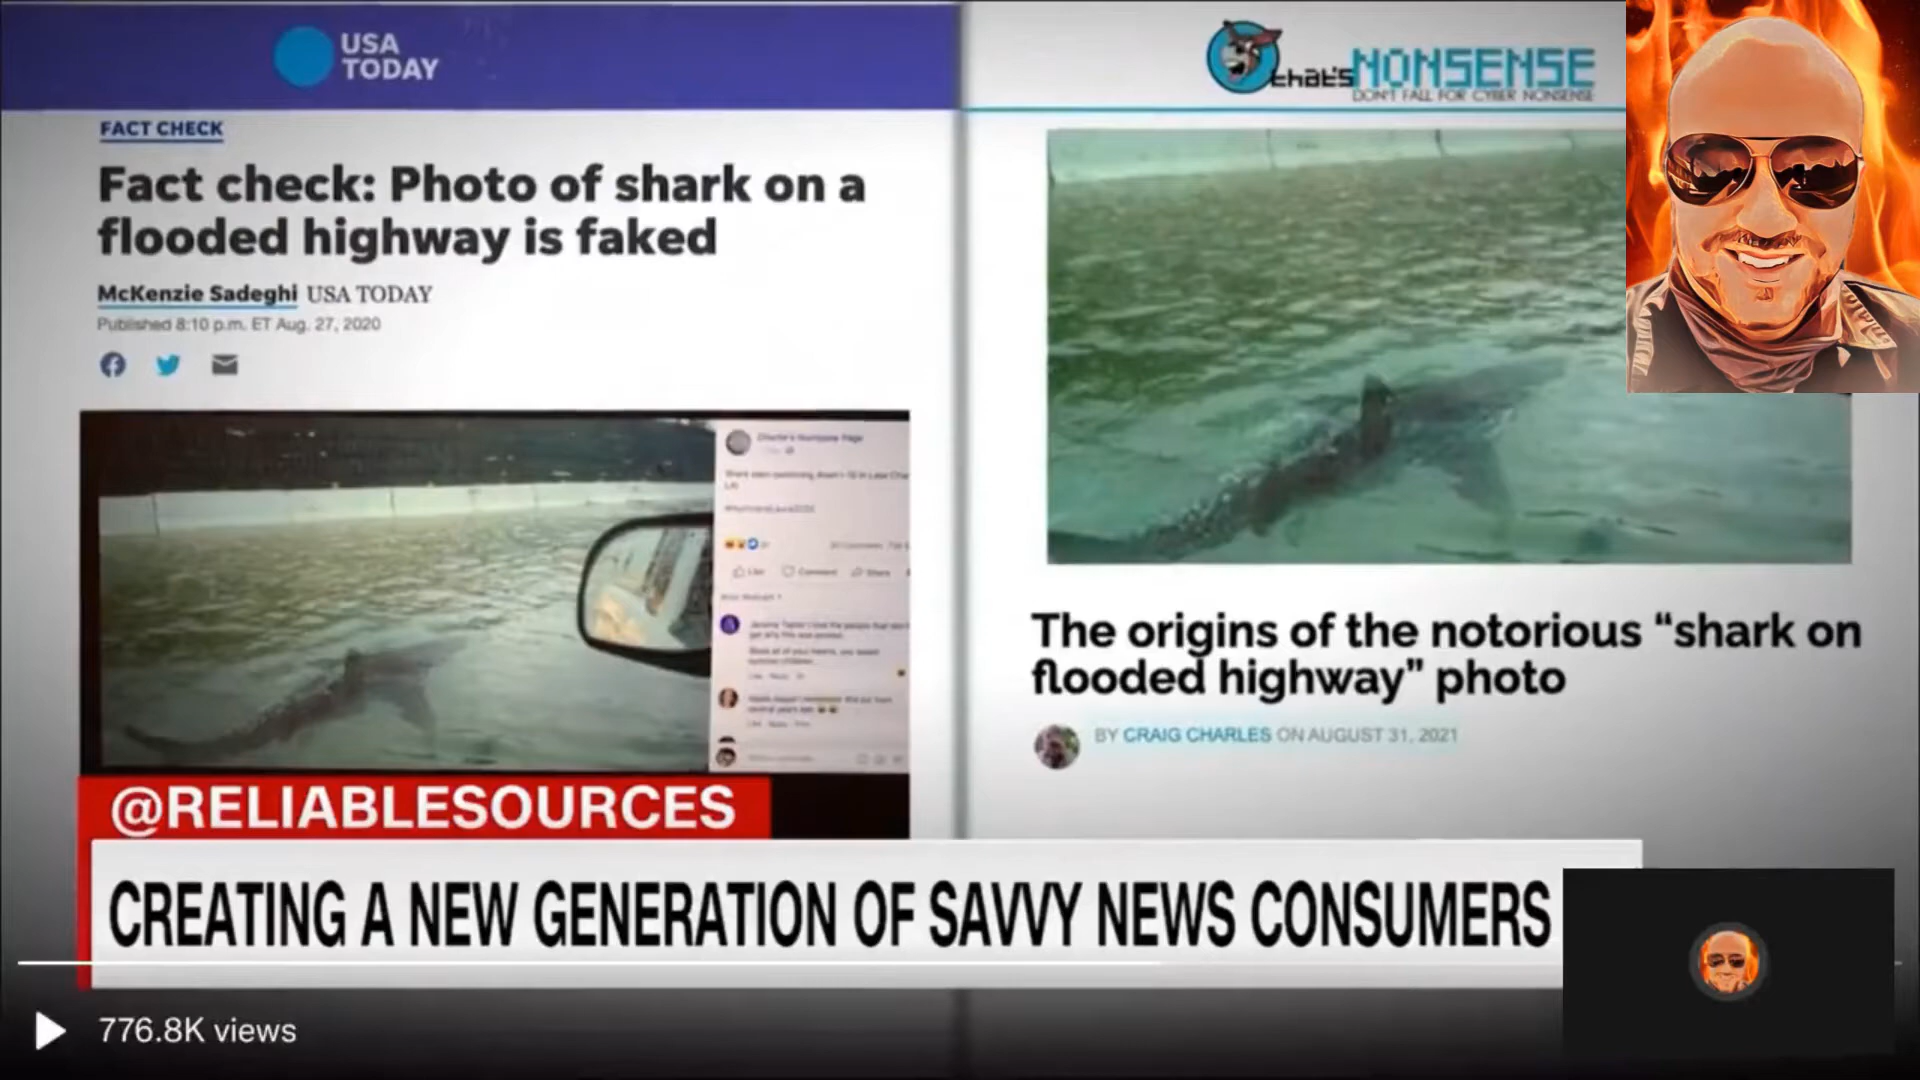 USA
TODAY
FACT CHECK
Fact check: Photo of shark on a
flooded highway is faked
McKenzie Sadeghi USA TODAY
Published 8:10 p.m. ET Aug. 27, 2020
Like Comment Share
that's NONSENSE
DON'T FALL FOR CYBER NONSENSE
The origins of the notorious “shark on
flooded highway” photo
BY CRAIG CHARLES ON AUGUST 31, 2021
@RELIABLESOURCES
CREATING A NEW GENERATION OF SAVVY NEWS CONSUMERS
776.8K views